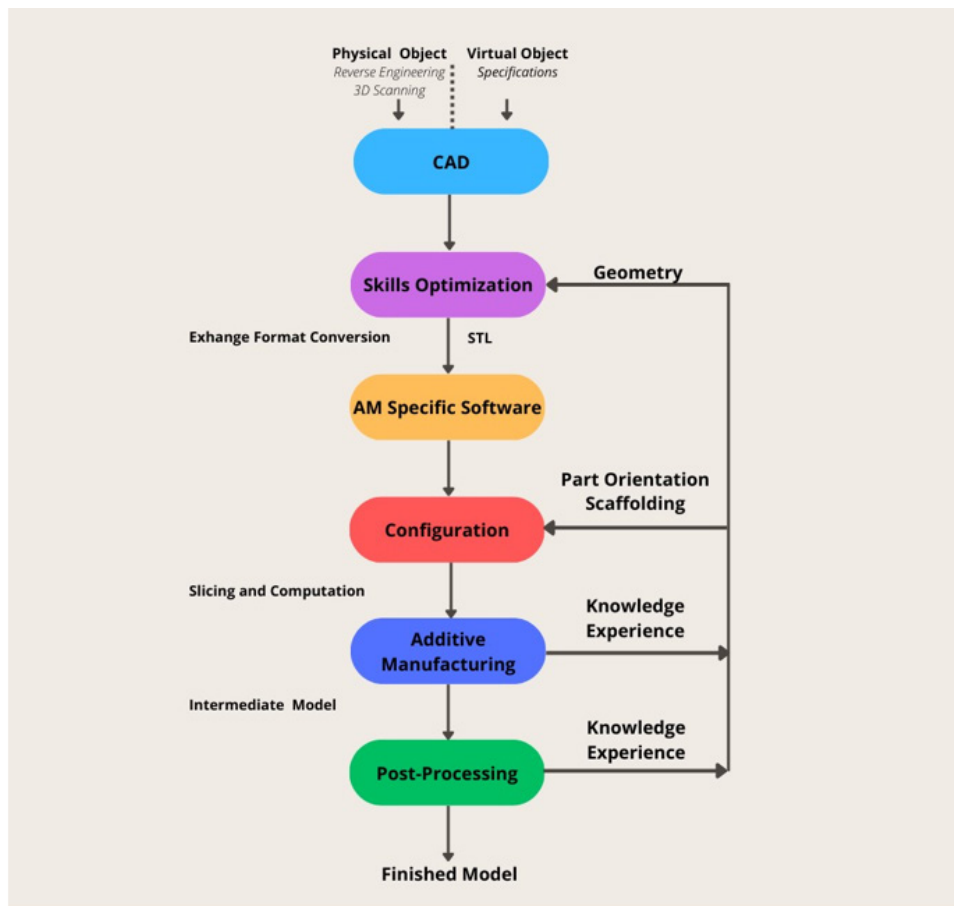 Physical Object
Reverse Engineering
3D Scanning
Virtual Object
Specifications
CAD
Skills Optimization
Geometry
Exhange Format Conversion
STL
AM Specific Software
Part Orientation
Scaffolding
Configuration
Slicing and Computation
Knowledge
Experience
Additive
Manufacturing
Intermediate Model
Knowledge
Experience
Post-Processing
Finished Model